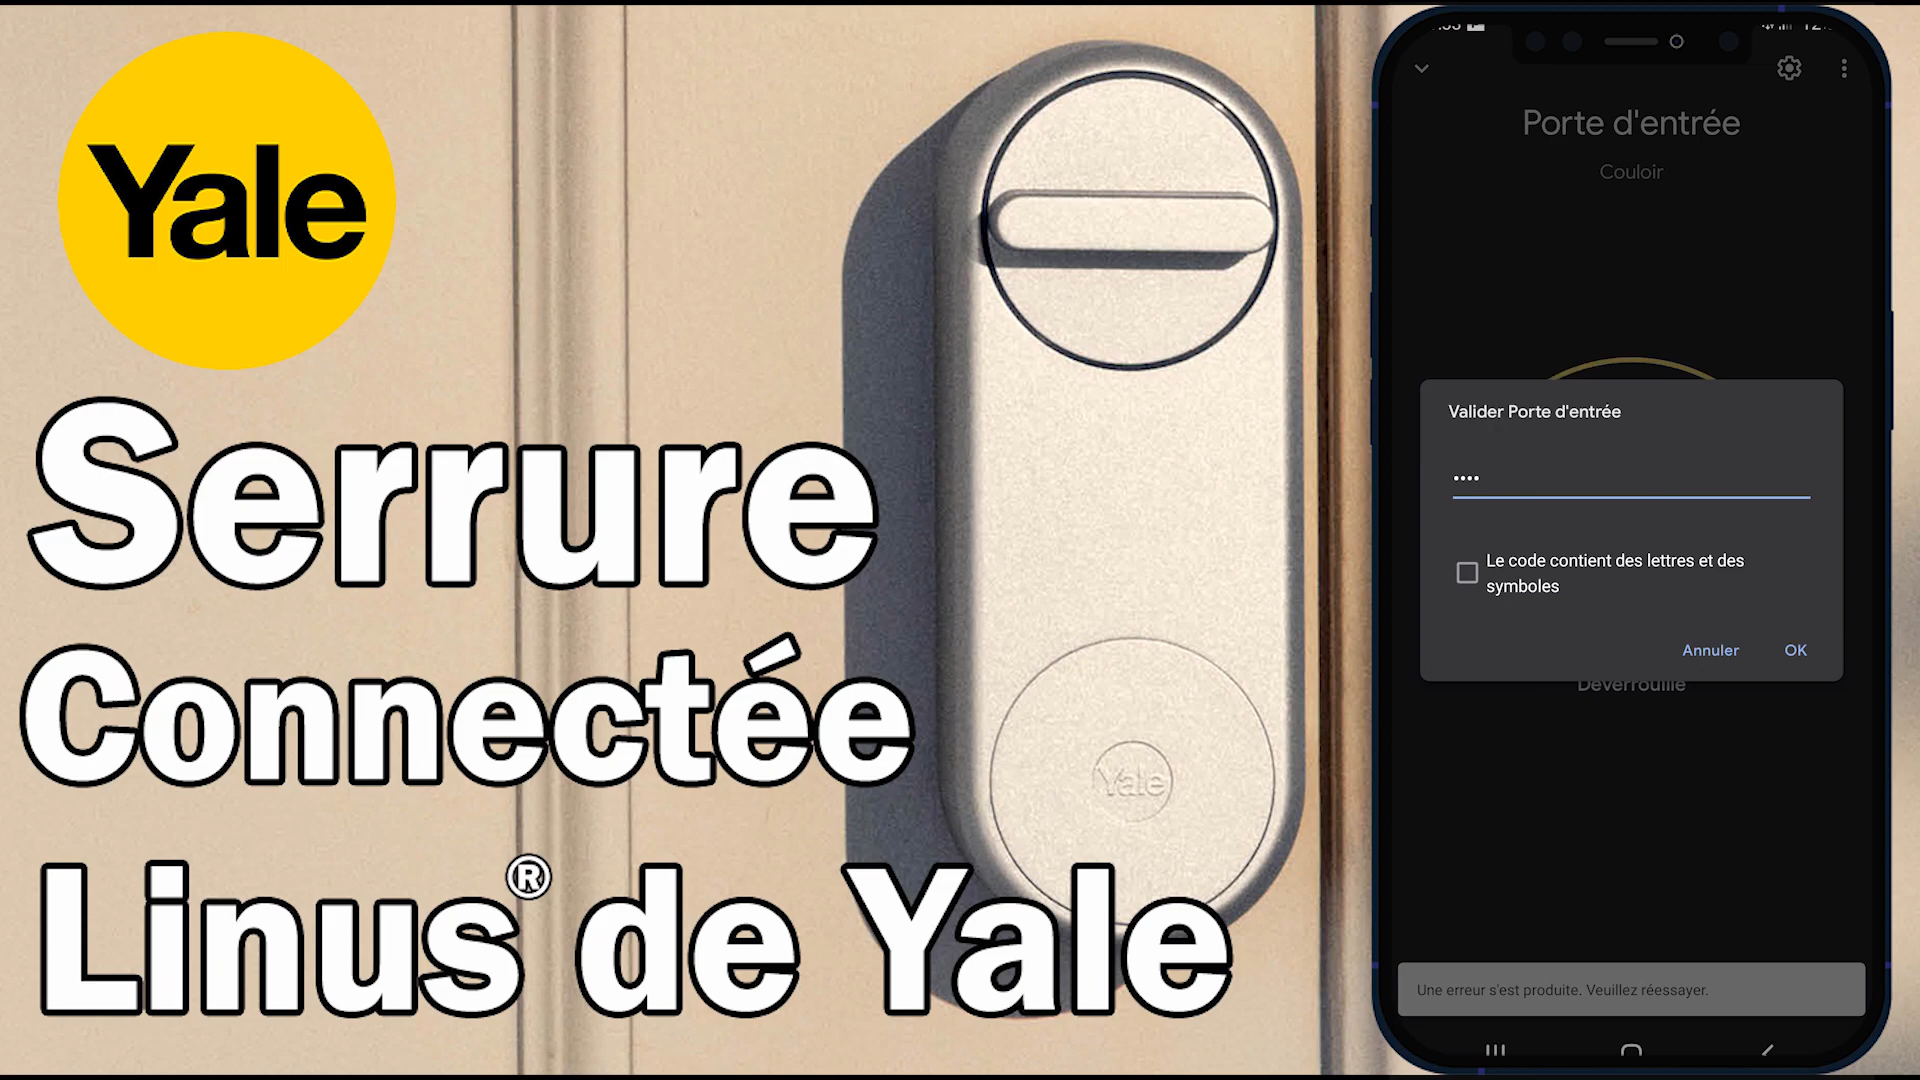 Yale
Serrure
Connectée
Linus® de Yale
Yale
Porte d'entrée
Couloir
Valider Porte d'entrée
••••
Le code contient des lettres et des
symboles
Annuler
OK
Déverrouillé
Une erreur s'est produite. Veuillez réessayer.